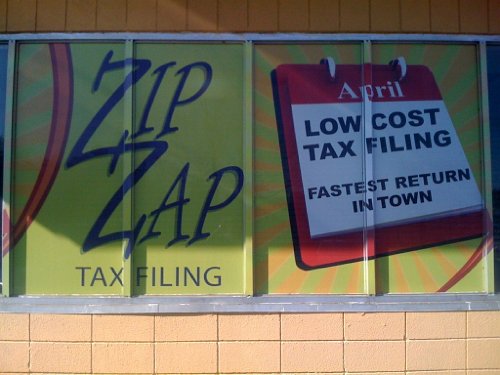 ZIP
ZAP
TAX FILING
April
LOW COST
TAX FILING
FASTEST RETURN
IN TOWN